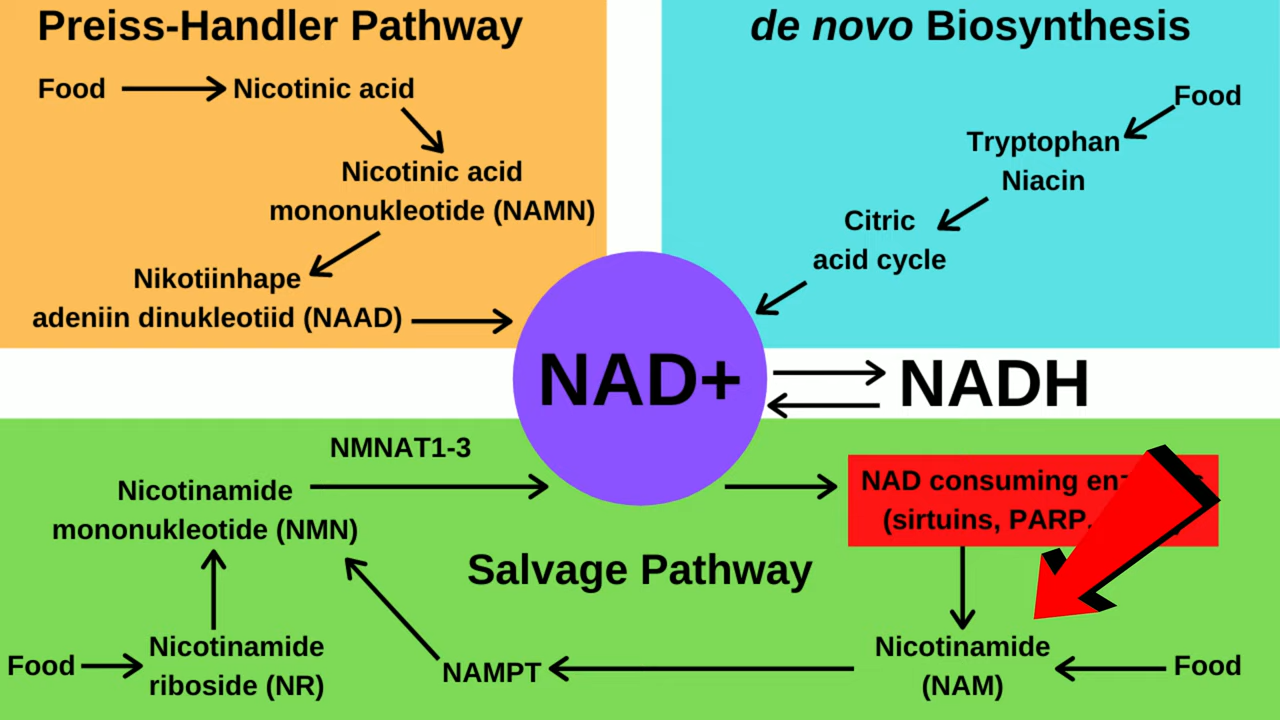 Preiss-Handler Pathway
Food
Nicotinic acid
Nicotinic acid
mononukleotide (NAMN)
Nikotiinhape
adeniin dinukleotiid (NAAD)
de novo Biosynthesis
Food
Tryptophan
Niacin
Citric
acid cycle
NAD+
NADH
NMNAT1-3
Nicotinamide
mononukleotide (NMN)
NAD consuming
(sirtuins, PARP
Salvage Pathway
Food
Nicotinamide
riboside (NR)
NAMPT
Nicotinamide
(NAM)
Food